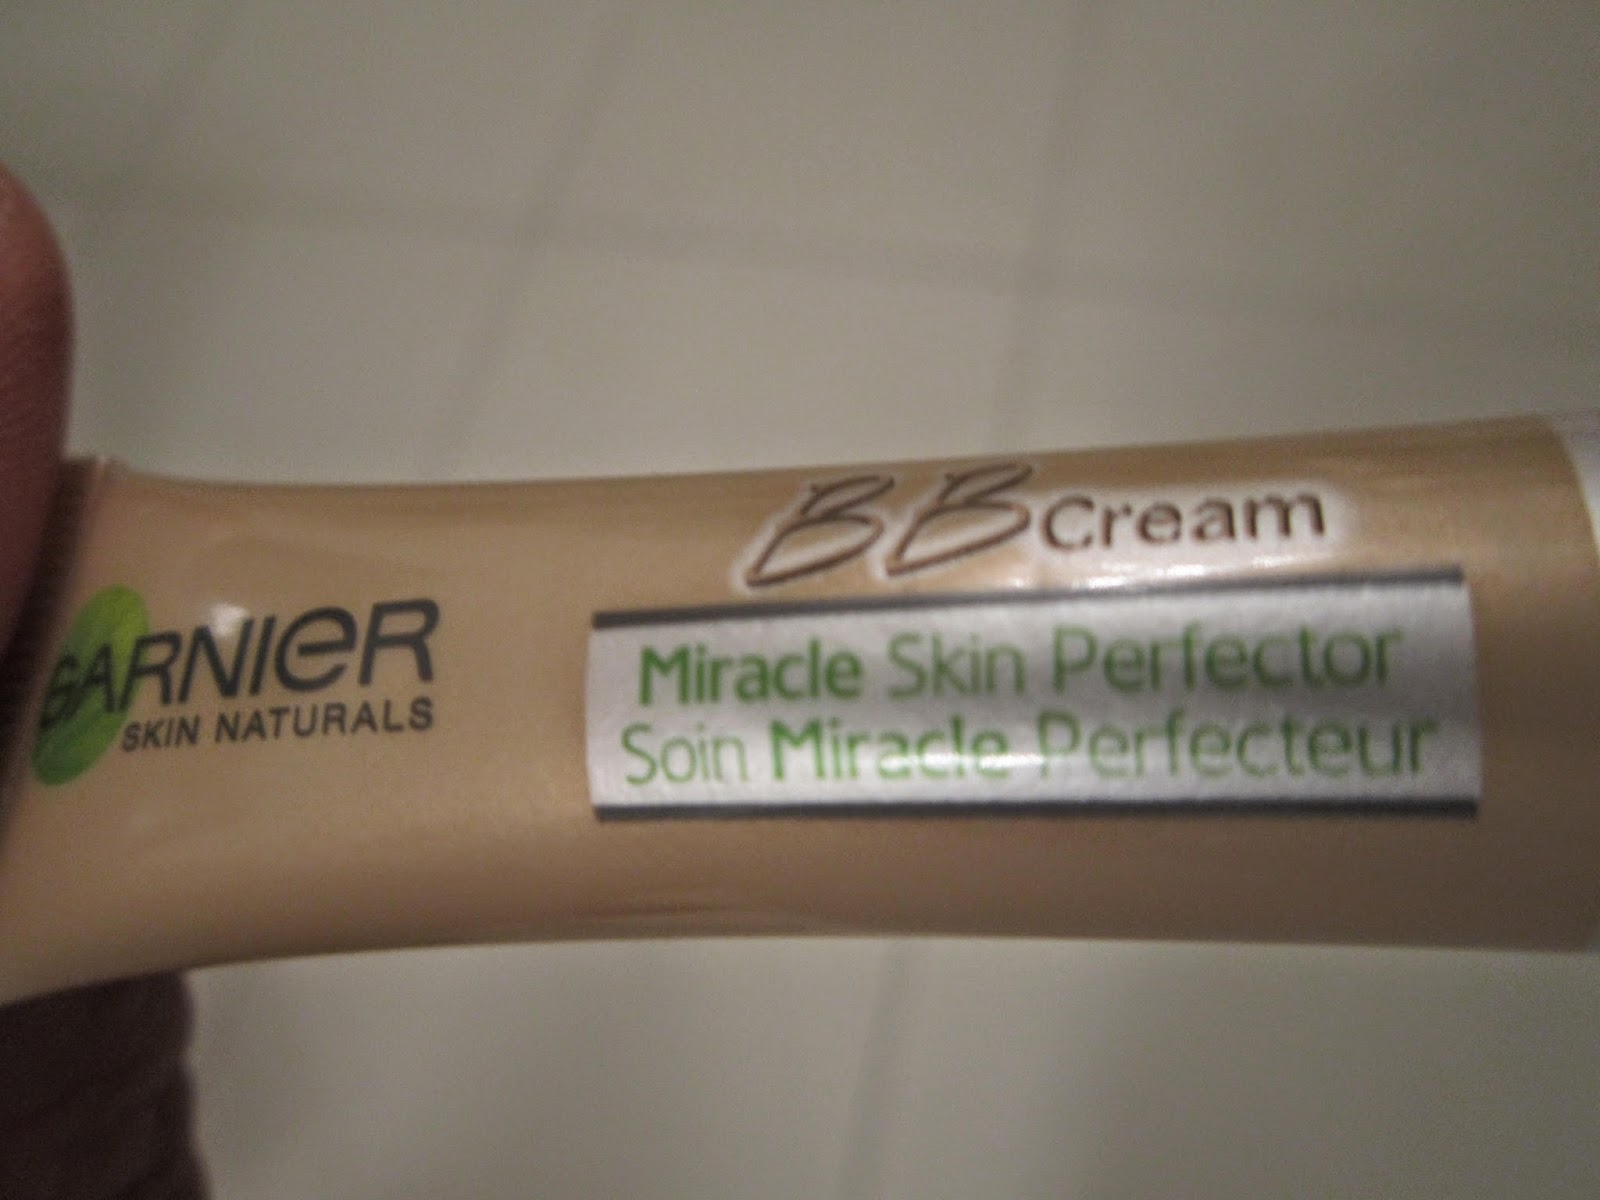 GARNIER
SKIN NATURALS
BB Cream
Miracle Skin Perfector
Soin Miracle Perfecteur